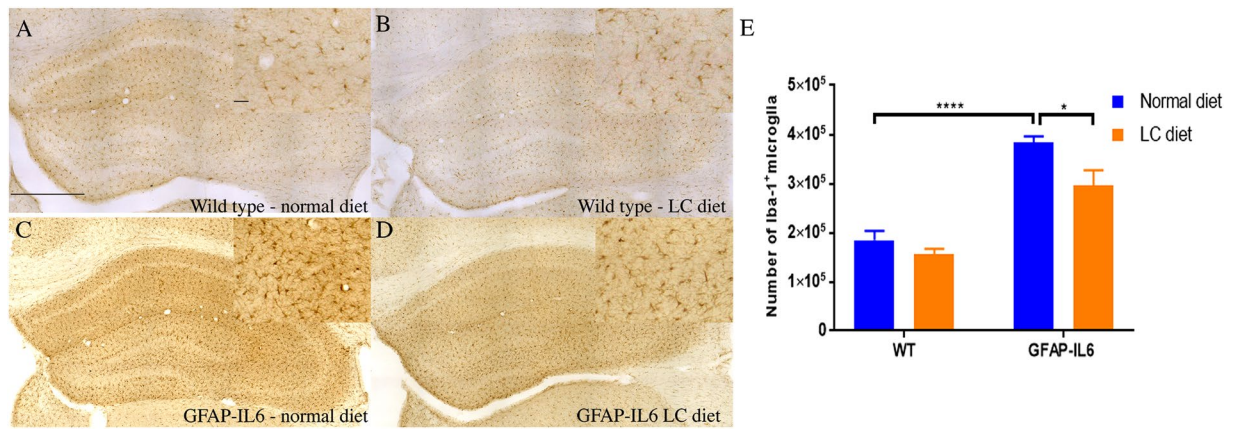 A
B
E
Wild type - normal diet
Wild type - LC diet
C
D
GFAP-IL6 - normal diet
GFAP-IL6 LC diet
5×10⁵
4×10⁵
3×10⁵
2×10⁵
1×10⁵
0
Number of Iba-1⁺microglia
****
*
Normal diet
LC diet
WT
GFAP-IL6